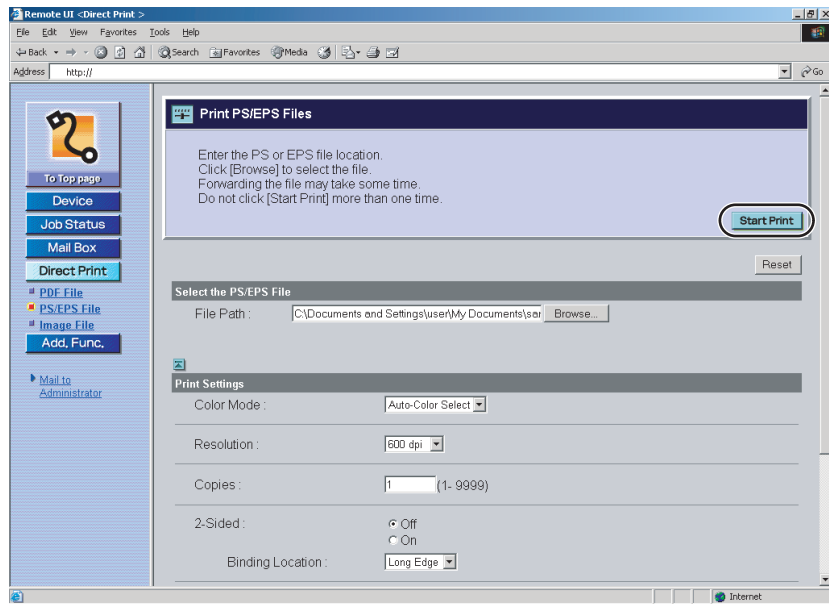 Remote UI <Direct Print >
File Edit View Favorites Tools Help
Back Search Favorites Media
Address http:// Go
To Top page
Device
Job Status
Mail Box
Direct Print
PDF File
PS/EPS File
Image File
Add. Func.
Mail to
Administrator
Print PS/EPS Files
Enter the PS or EPS file location.
Click [Browse] to select the file.
Forwarding the file may take some time.
Do not click [Start Print] more than one time.
Start Print
Reset
Select the PS/EPS File
File Path : C:\Documents and Settings\user\My Documents\sar Browse...
Print Settings
Color Mode : Auto-Color Select
Resolution : 600 dpi
Copies : 1 (1- 9999)
2-Sided : Off
On
Binding Location : Long Edge
Internet